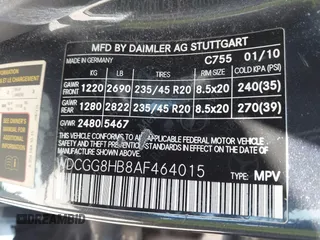 MFD. BY DAIMLER AG STUTTGART
MADE IN GERMANY C755 01/10
KG LB TIRES RIM SIZE COLD KPA (PSI)
GAWR FRONT 1220 2690 235/45 R20 8.5x20 240(35)
GAWR REAR 1280 2822 235/45 R20 8.5x20 270(39)
GVWR 2480 5467
THIS VEHICLE CONFORMS TO ALL APPLICABLE FEDERAL MOTOR VEHICLE
SAFETY STANDARDS IN EFFECT ON THE DATE OF MANUFACTURE SHOWN ABOVE.
WDCGG8HB8AF464015 TYPE: MPV
DREAMBID